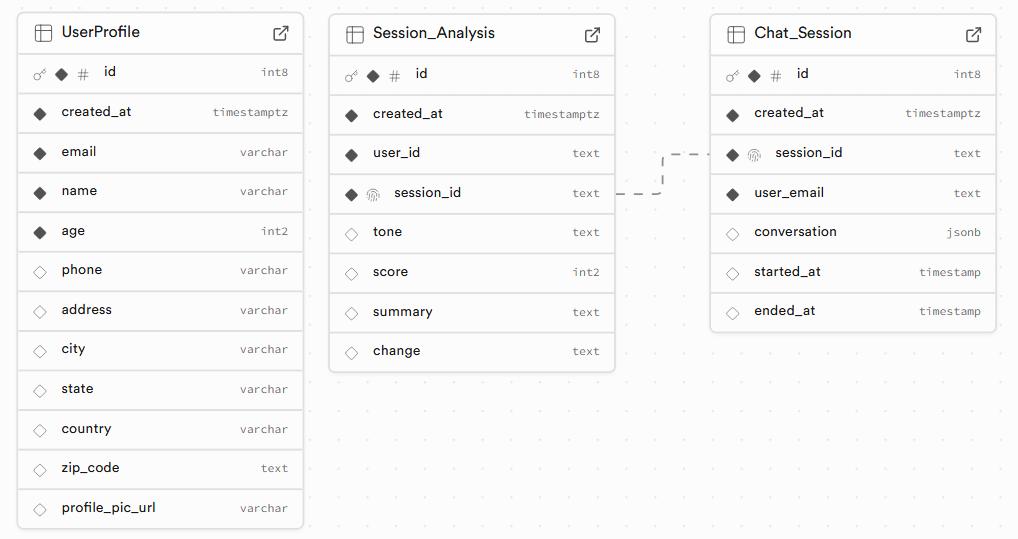 UserProfile
# id int8
created_at timestamptz
email varchar
name varchar
age int2
phone varchar
address varchar
city varchar
state varchar
country varchar
zip_code text
profile_pic_url varchar
Session_Analysis
# id int8
created_at timestamptz
user_id text
session_id text
tone text
score int2
summary text
change text
Chat_Session
# id int8
created_at timestamptz
session_id text
user_email text
conversation jsonb
started_at timestamp
ended_at timestamp